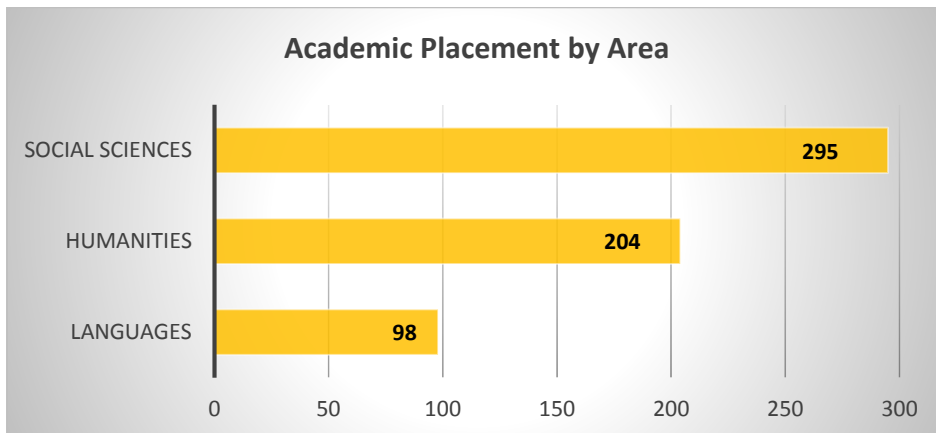 Academic Placement by Area
SOCIAL SCIENCES
295
HUMANITIES
204
LANGUAGES
98
0 50 100 150 200 250 300